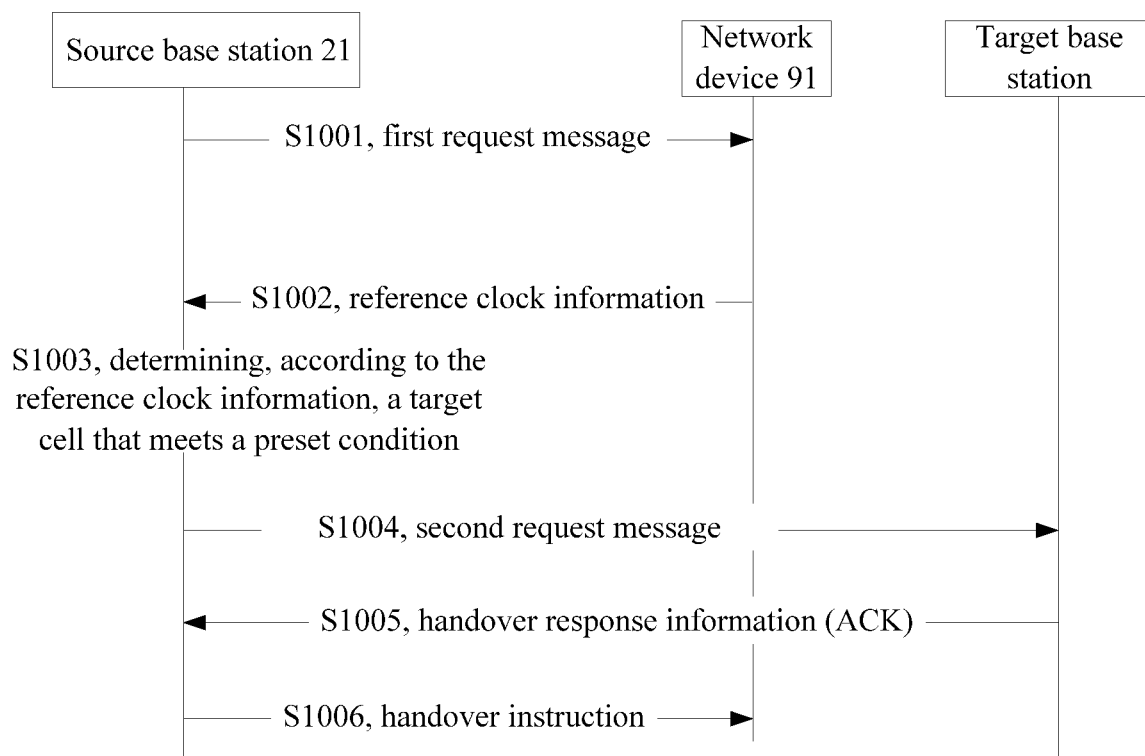 Source base station 21
Network
device 91
Target base
station
S1001, first request message
S1002, reference clock information
S1003, determining, according to the
reference clock information, a target
cell that meets a preset condition
S1004, second request message
S1005, handover response information (ACK)
S1006, handover instruction